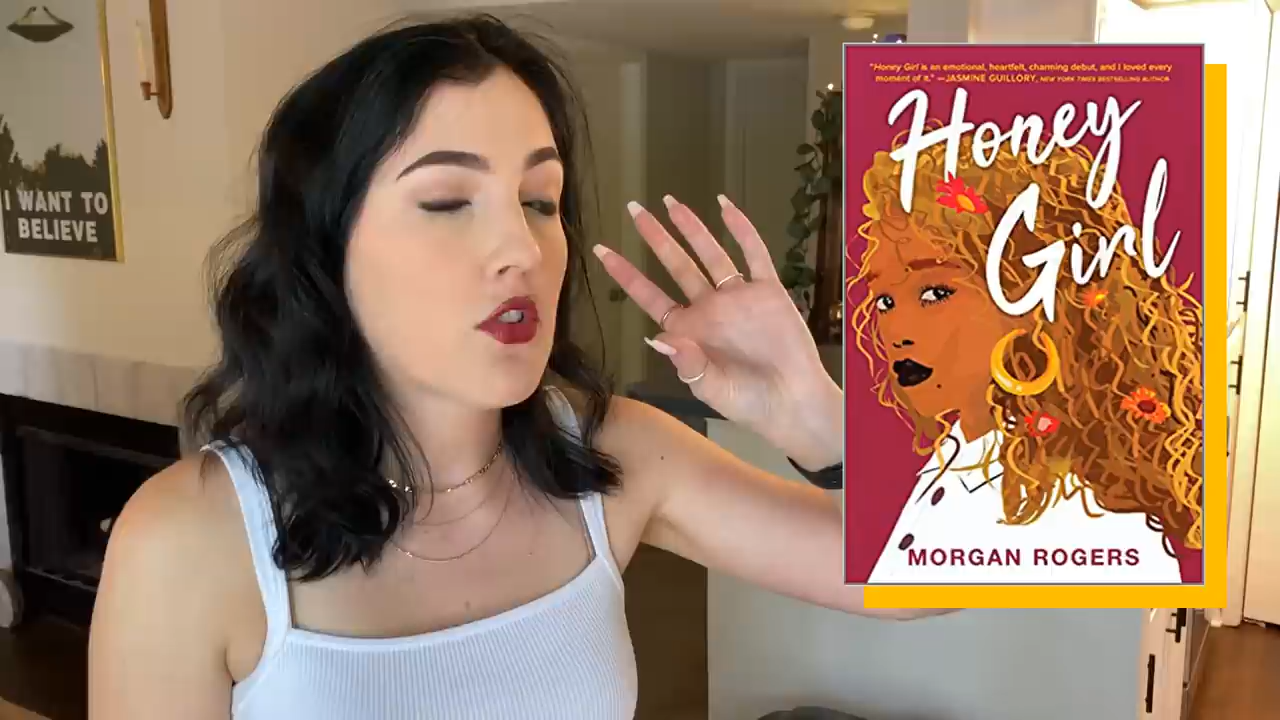 I WANT TO
BELIEVE
"Honey Girl is an emotional, heartfelt, charming debut, and I loved every
moment of it." —JASMINE GUILLORY, NEW YORK TIMES BESTSELLING AUTHOR
Honey
Girl
MORGAN ROGERS